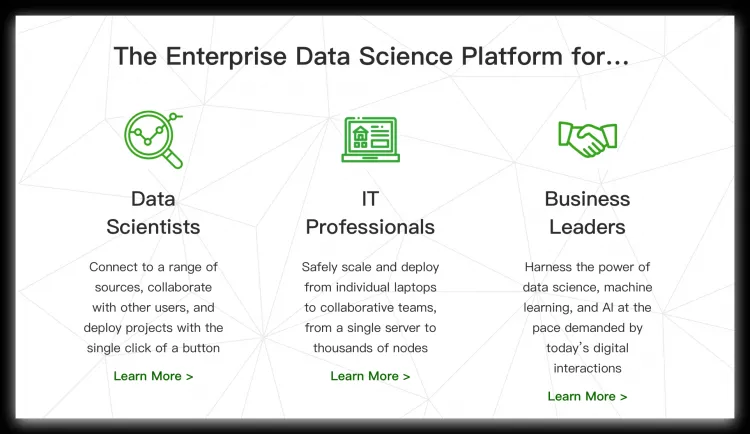 The Enterprise Data Science Platform for...
Data
Scientists
Connect to a range of
sources, collaborate
with other users, and
deploy projects with the
single click of a button
Learn More >
IT
Professionals
Safely scale and deploy
from individual laptops
to collaborative teams,
from a single server to
thousands of nodes
Learn More >
Business
Leaders
Harness the power of
data science, machine
learning, and AI at the
pace demanded by
today's digital
interactions
Learn More >